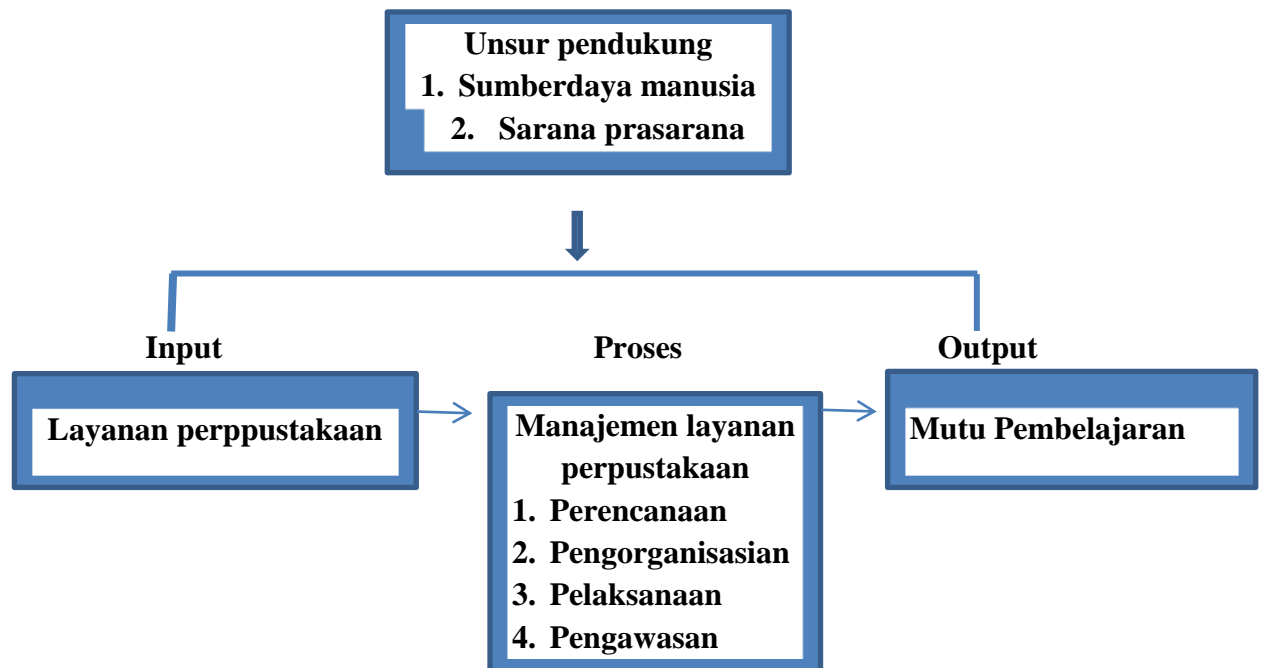 Unsur pendukung
1. Sumberdaya manusia
2. Sarana prasarana
Input
Proses
Output
Layanan perppustakaan
Manajemen layanan
perpustakaan
1. Perencanaan
2. Pengorganisasian
3. Pelaksanaan
4. Pengawasan
Mutu Pembelajaran